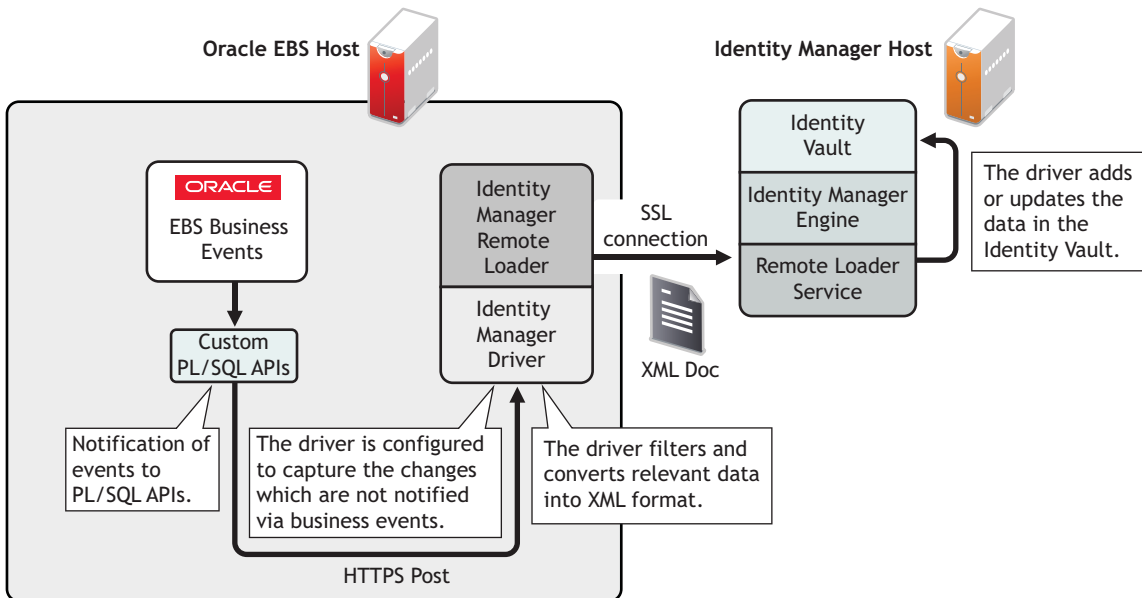 Oracle EBS Host
Identity Manager Host
ORACLE
EBS Business
Events
Custom
PL/SQL APIs
Notification of
events to
PL/SQL APIs.
Identity
Manager
Remote
Loader
Identity
Manager
Driver
The driver is configured
to capture the changes
which are not notified
via business events.
The driver filters and
converts relevant data
into XML format.
HTTPS Post
SSL
connection
XML Doc
Identity
Vault
Identity Manager
Engine
Remote Loader
Service
The driver adds
or updates the
data in the
Identity Vault.